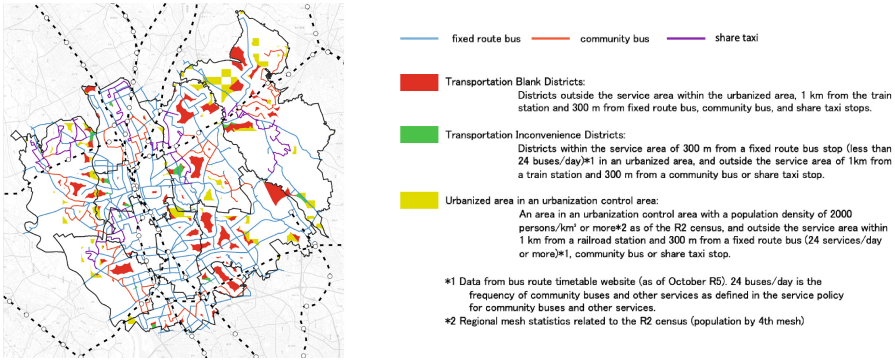 fixed route bus community bus share taxi
Transportation Blank Districts:
Districts outside the service area within the urbanized area, 1 km from the train
station and 300 m from fixed route bus, community bus, and share taxi stops.
Transportation Inconvenience Districts:
Districts within the service area of 300 m from a fixed route bus stop (less than
24 buses/day)*1 in an urbanized area, and outside the service area of 1km from
a train station and 300 m from a community bus or share taxi stop.
Urbanized area in an urbanization control area:
An area in an urbanization control area with a population density of 2000
persons/km² or more*2 as of the R2 census, and outside the service area within
1 km from a railroad station and 300 m from a fixed route bus (24 services/day
or more)*1, community bus or share taxi stop.
*1 Data from bus route timetable website (as of October R5). 24 buses/day is the
frequency of community buses and other services as defined in the service policy
for community buses and other services.
*2 Regional mesh statistics related to the R2 census (population by 4th mesh)